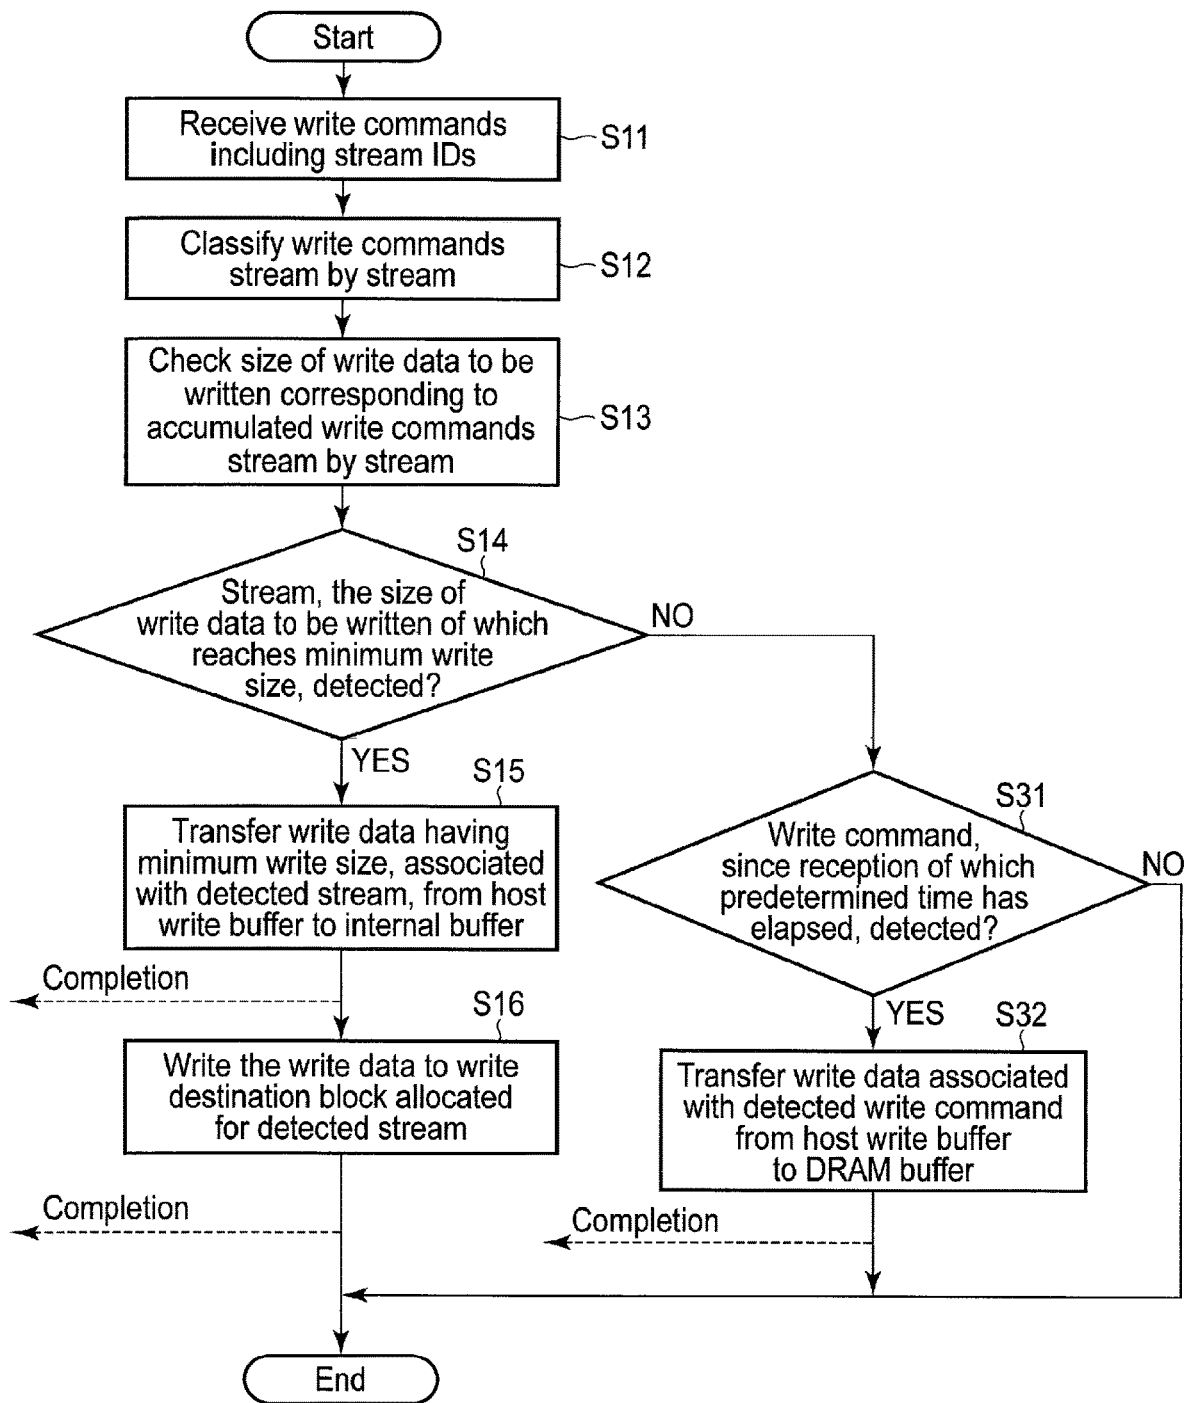 Start
Receive write commands
including stream IDs
S11
Classify write commands
stream by stream
S12
Check size of write data to be
written corresponding to
accumulated write commands
stream by stream
S13
S14
Stream, the size of
write data to be written of which
reaches minimum write
size, detected?
NO
YES
S15
Transfer write data having
minimum write size, associated
with detected stream, from host
write buffer to internal buffer
Completion
S16
Write the write data to write
destination block allocated
for detected stream
Completion
S31
Write command,
since reception of which
predetermined time has
elapsed, detected?
NO
YES
S32
Transfer write data associated
with detected write command
from host write buffer
to DRAM buffer
Completion
End